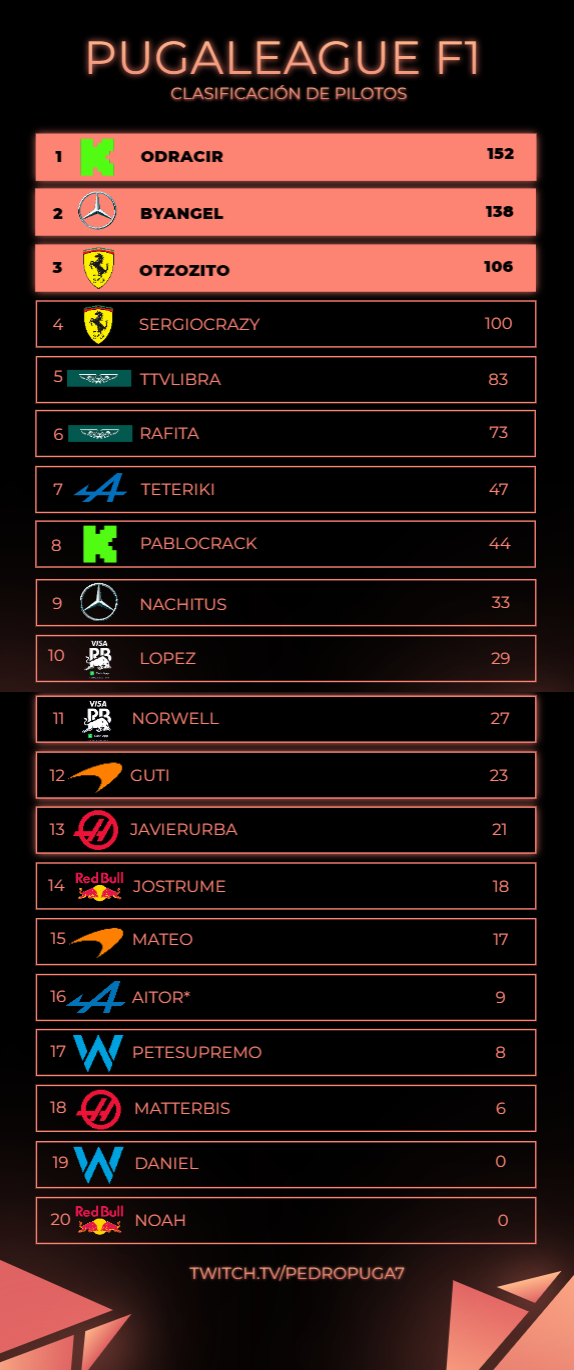 PUGALEAGUE F1
CLASIFICACIÓN DE PILOTOS
1 K ODRACIR 152
2 BYANGEL 138
3 OTZOZITO 106
4 SERGIOCRAZY 100
5 TTVLIBRA 83
6 RAFITA 73
7 TETERIKI 47
8 K PABLOCRACK 44
9 NACHITUS 33
10 VISA RB LOPEZ 29
11 VISA RB NORWELL 27
12 GUTI 23
13 JAVIERURBA 21
14 Red Bull JOSTRUME 18
15 MATEO 17
16 AITOR* 9
17 PETESUPREMO 8
18 MATTERBIS 6
19 DANIEL 0
20 Red Bull NOAH 0
TWITCH.TV/PEDROPUGA7